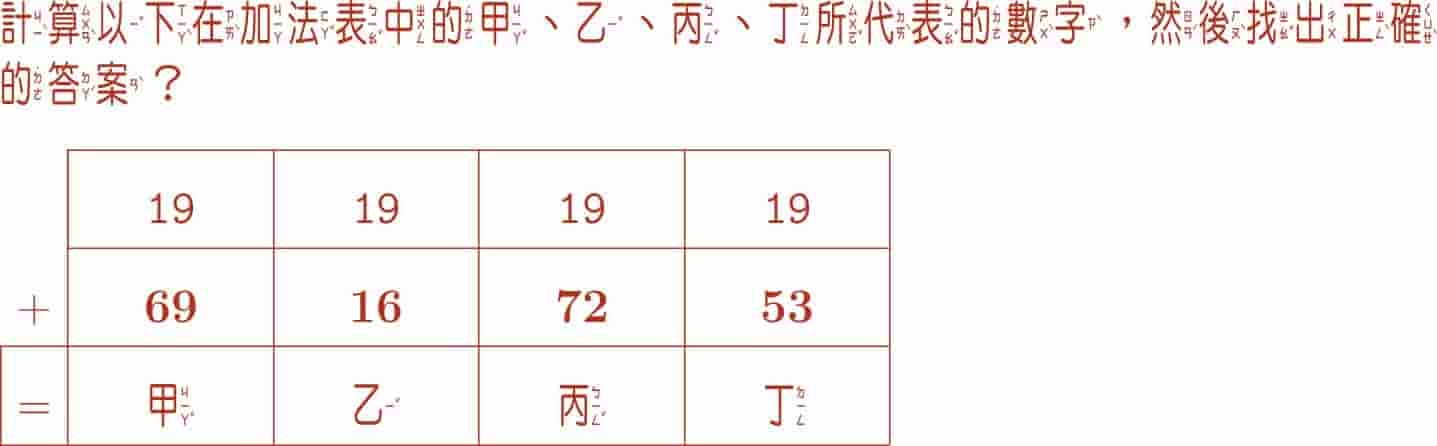 計算以下在加法表中的甲、乙、丙、丁所代表的數字，然後找出正確
的答案？
19 19 19 19
+ 69 16 72 53
= 甲 乙 丙 丁